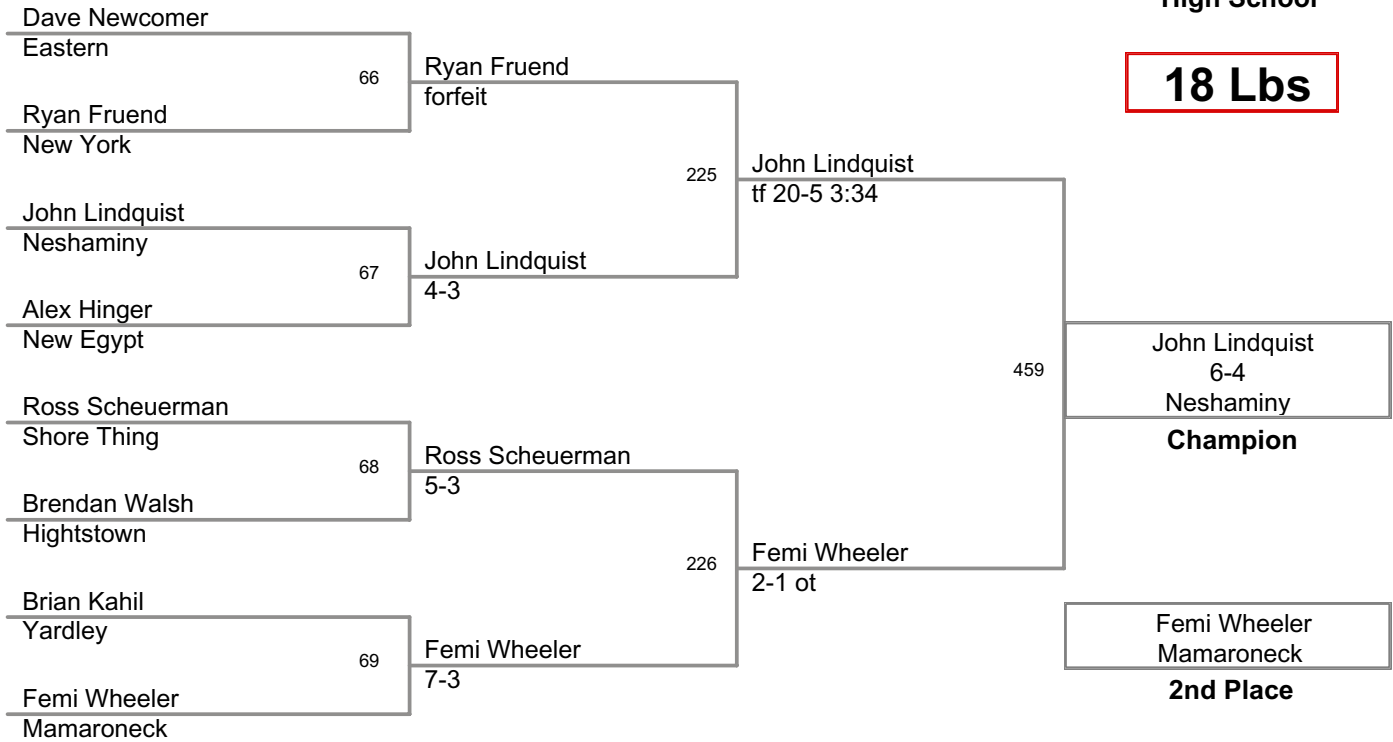 High School
18 Lbs
Dave Newcomer
Eastern
66
Ryan Fruend
New York
Ryan Fruend
forfeit
225
John Lindquist
Neshaminy
67
Alex Hinger
New Egypt
John Lindquist
4-3
John Lindquist
tf 20-5 3:34
459
Ross Scheuerman
Shore Thing
68
Brendan Walsh
Hightstown
Ross Scheuerman
5-3
226
Brian Kahil
Yardley
69
Femi Wheeler
Mamaroneck
Femi Wheeler
7-3
Femi Wheeler
2-1 ot
John Lindquist
6-4
Neshaminy
Champion
Femi Wheeler
Mamaroneck
2nd Place